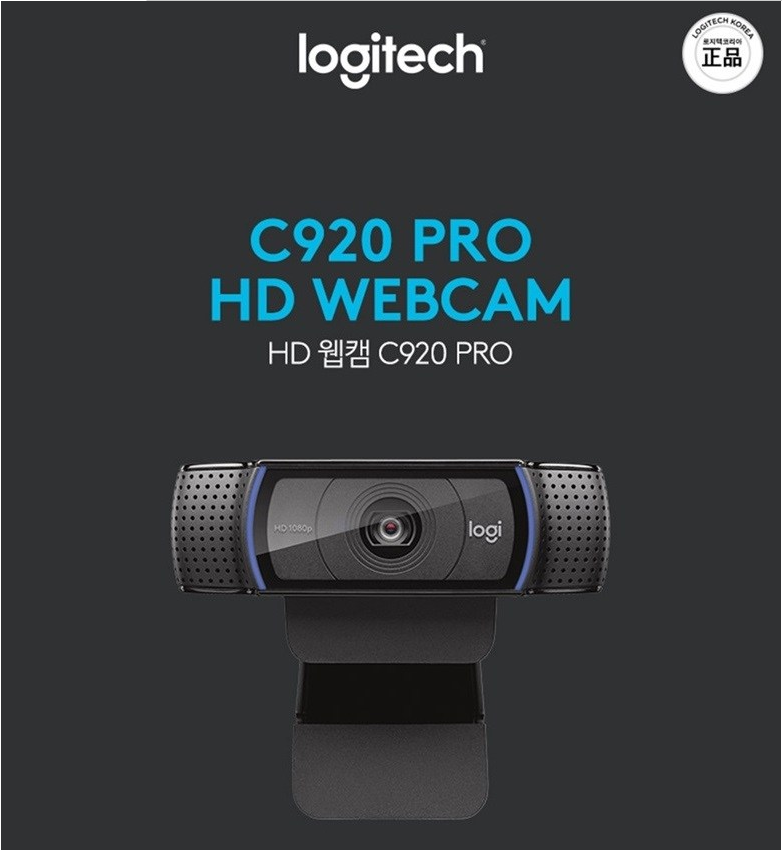 logitech
LOGITECH KOREA
로지텍코리아
正品
C920 PRO
HD WEBCAM
HD 웹캠 C920 PRO
HD 1080p
logi